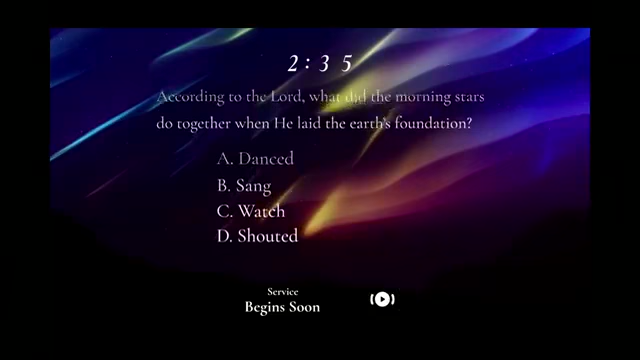 2:35
According to the Lord, what did the morning stars
do together when He laid the earth's foundation?
A. Danced
B. Sang
C. Watch
D. Shouted
Service
Begins Soon